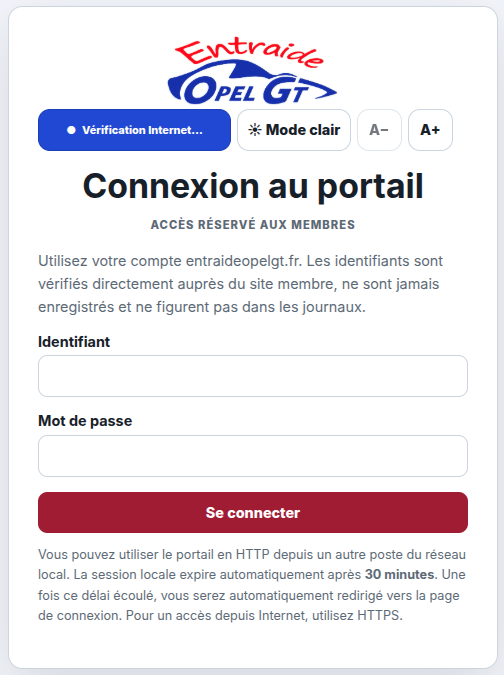 Entraide
OPEL GT
Vérification Internet...
☀ Mode clair
A−
A+
Connexion au portail
ACCÈS RÉSERVÉ AUX MEMBRES
Utilisez votre compte entraideopelgt.fr. Les identifiants sont
vérifiés directement auprès du site membre, ne sont jamais
enregistrés et ne figurent pas dans les journaux.
Identifiant
Mot de passe
Se connecter
Vous pouvez utiliser le portail en HTTP depuis un autre poste du réseau
local. La session locale expire automatiquement après 30 minutes. Une
fois ce délai écoulé, vous serez automatiquement redirigé vers la page
de connexion. Pour un accès depuis Internet, utilisez HTTPS.